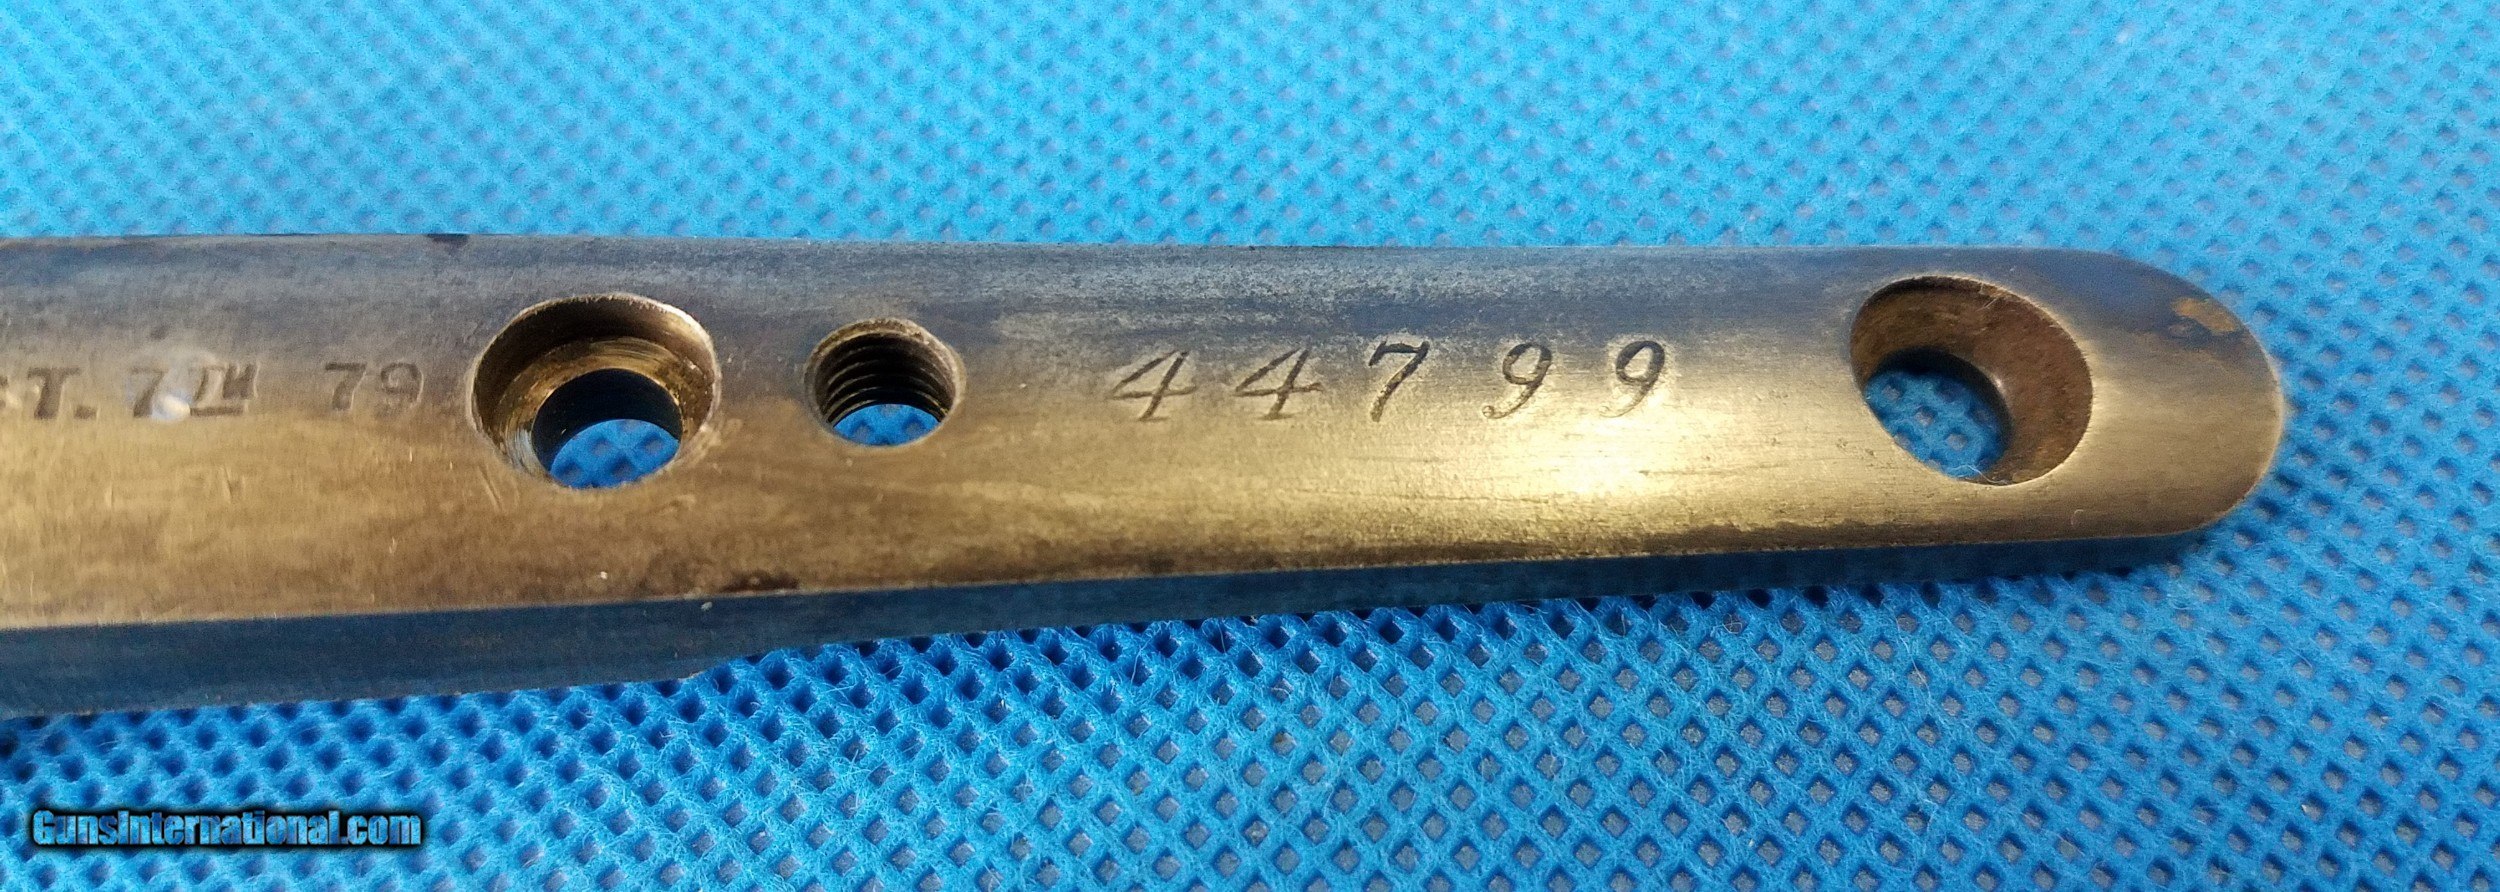 ST. 7TH 79 44799
GunsInternational.com